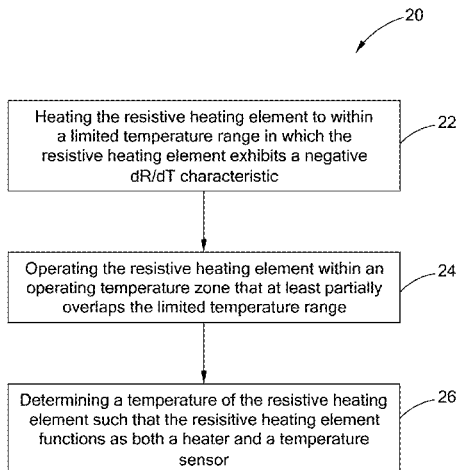 20
Heating the resistive heating element to within
a limited temperature range in which the
resistive heating element exhibits a negative
dR/dT characteristic
22
Operating the resistive heating element within an
operating temperature zone that at least partially
overlaps the limited temperature range
24
Determining a temperature of the resistive heating
element such that the resisitive heating element
functions as both a heater and a temperature
sensor
26